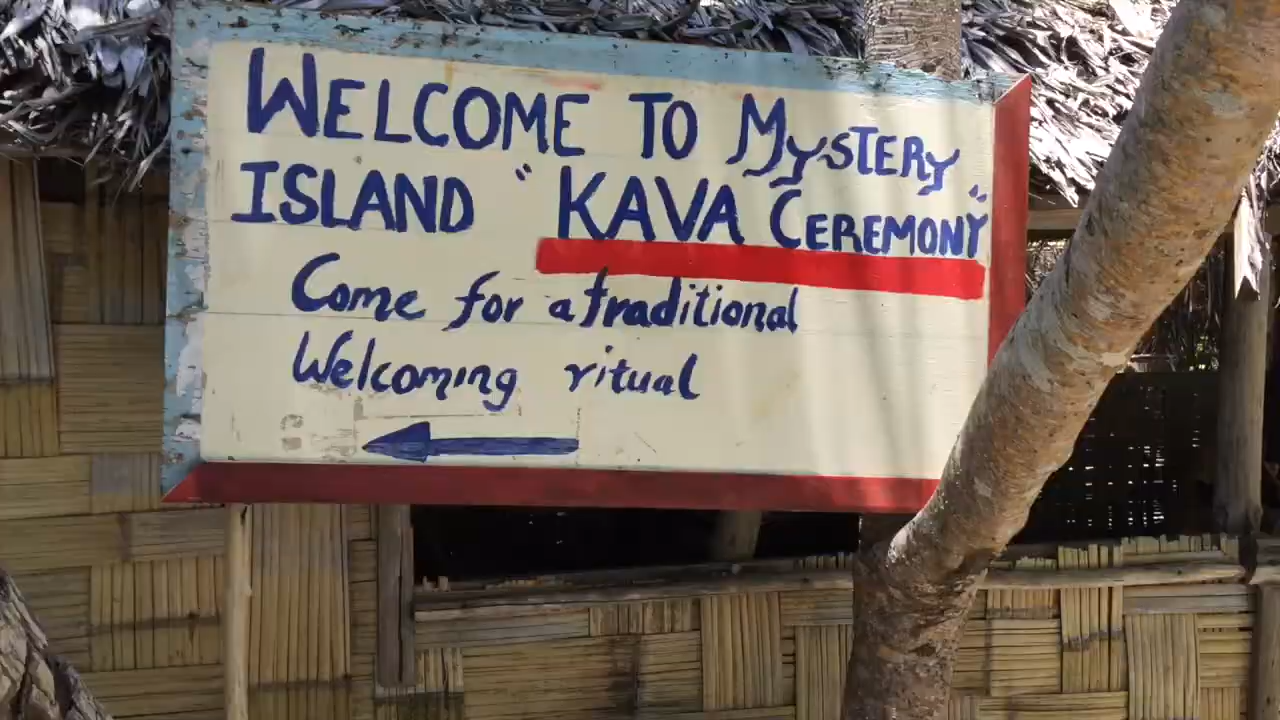 WELCOME TO MYSTERY
ISLAND "KAVA CEREMONY"
Come for a traditional
Welcoming ritual